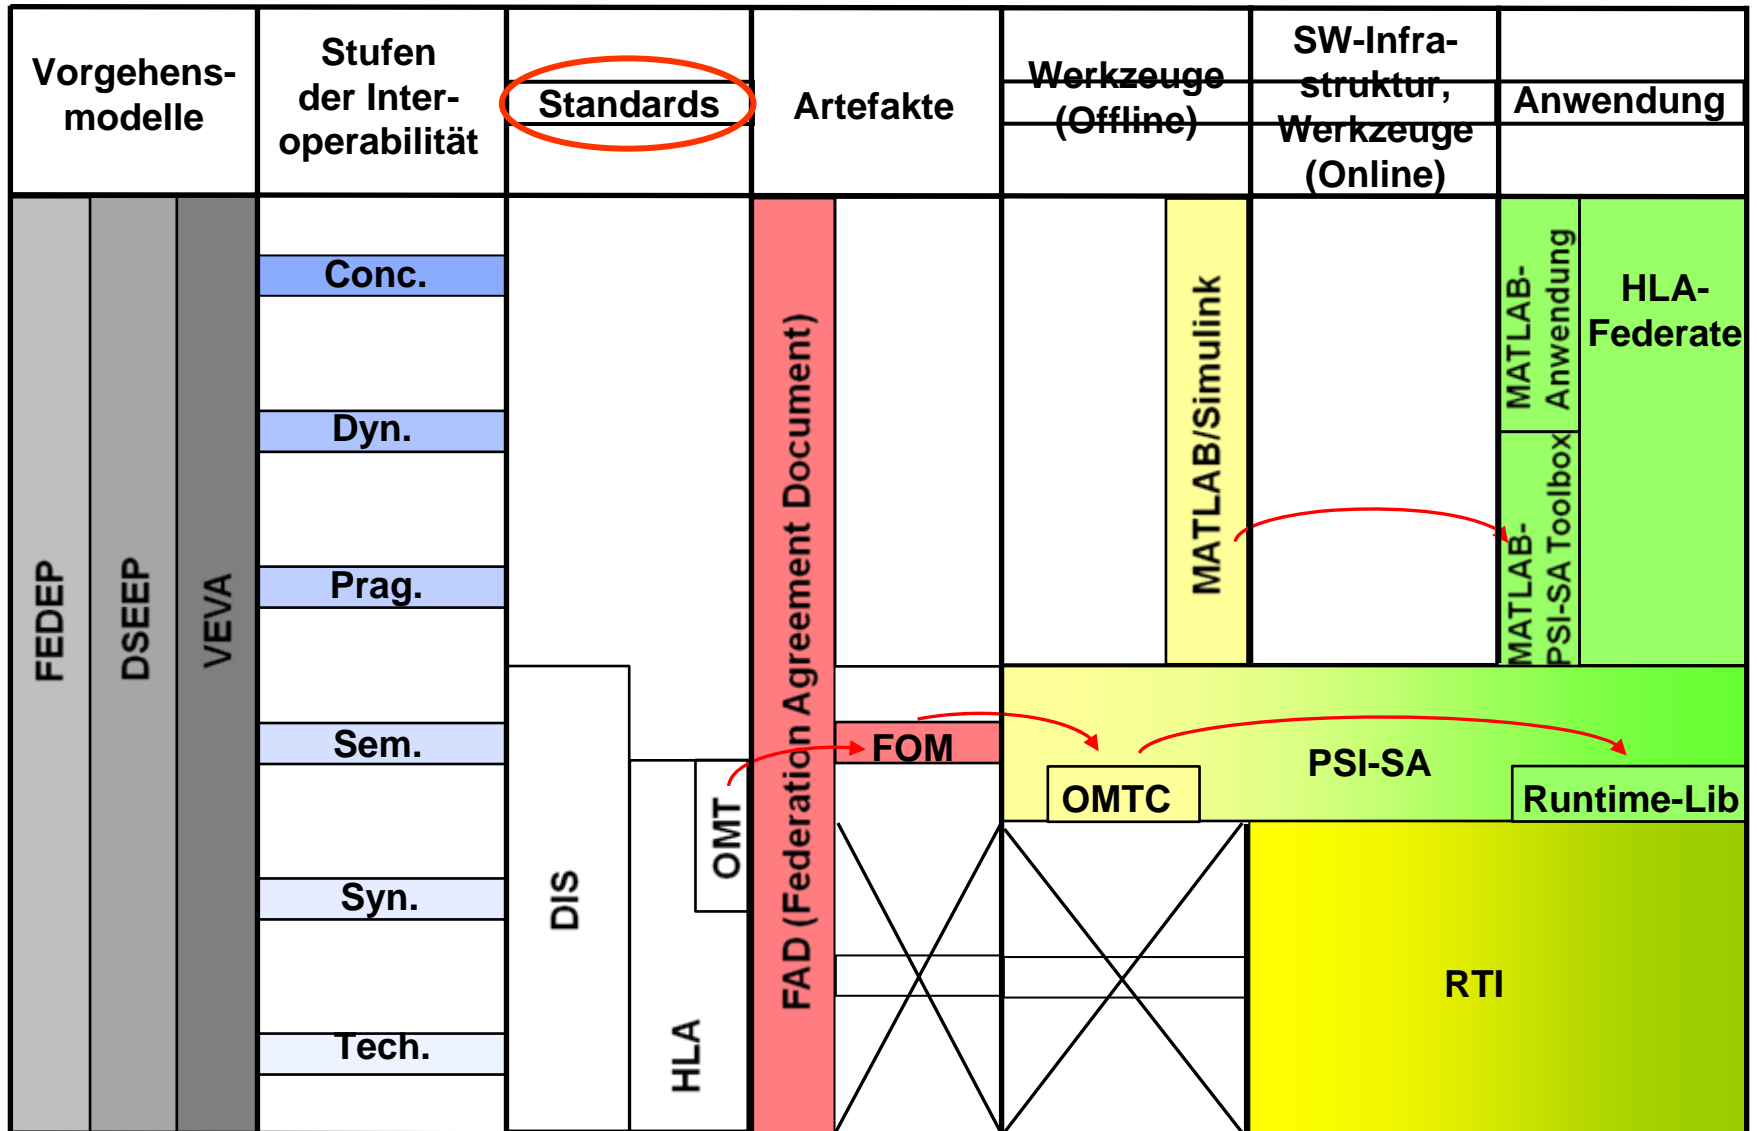 Vorgehens-
modelle
Stufen
der Inter-
operabilität
Standards
Artefakte
Werkzeuge
(Offline)
SW-Infra-
struktur,
Werkzeuge
(Online)
Anwendung
FEDEP
DSEEP
VEVA
Conc.
Dyn.
Prag.
Sem.
Syn.
Tech.
DIS
HLA
OMT
FAD (Federation Agreement Document)
FOM
MATLAB/Simulink
MATLAB-
Anwendung
MATLAB-
PSI-SA Toolbox
HLA-
Federate
PSI-SA
OMTC
Runtime-Lib
RTI